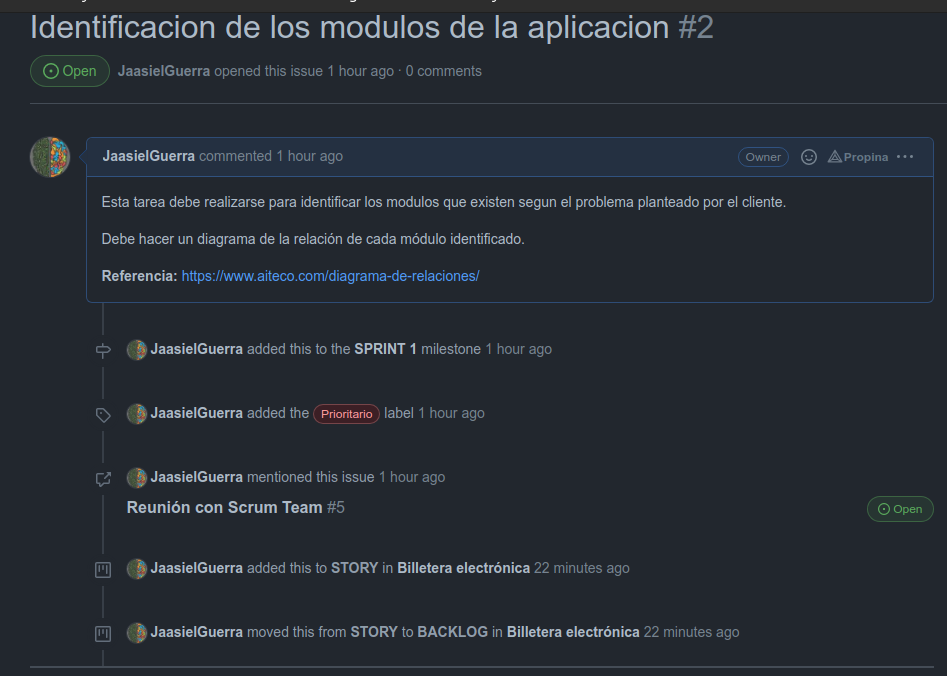 Identificacion de los modulos de la aplicacion #2
Open JaasielGuerra opened this issue 1 hour ago · 0 comments
JaasielGuerra commented 1 hour ago Owner Propina ···
Esta tarea debe realizarse para identificar los modulos que existen segun el problema planteado por el cliente.
Debe hacer un diagrama de la relación de cada módulo identificado.
Referencia: https://www.aiteco.com/diagrama-de-relaciones/
JaasielGuerra added this to the SPRINT 1 milestone 1 hour ago
JaasielGuerra added the Prioritario label 1 hour ago
JaasielGuerra mentioned this issue 1 hour ago
Reunión con Scrum Team #5 Open
JaasielGuerra added this to STORY in Billetera electrónica 22 minutes ago
JaasielGuerra moved this from STORY to BACKLOG in Billetera electrónica 22 minutes ago